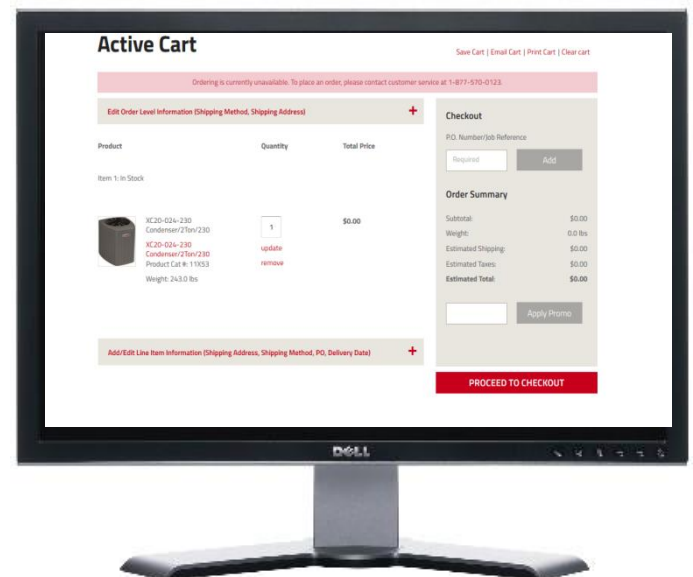 Active Cart
Save Cart | Email Cart | Print Cart | Clear cart
Ordering is currently unavailable. To place an order, please contact customer service at 1-877-570-0123.
Edit Order Level Information (Shipping Method, Shipping Address) +
Product Quantity Total Price
Item 1: In Stock
XC20-024-230
Condenser/2Ton/230
1
$0.00
XC20-024-230
Condenser/2Ton/230
update
Product Cat #: 11X53
remove
Weight: 243.0 lbs
Add/Edit Line Item Information (Shipping Address, Shipping Method, PO, Delivery Date) +
Checkout
P.O. Number/Job Reference
Required Add
Order Summary
Subtotal: $0.00
Weight: 0.0 lbs
Estimated Shipping: $0.00
Estimated Taxes: $0.00
Estimated Total: $0.00
Apply Promo
PROCEED TO CHECKOUT
DELL